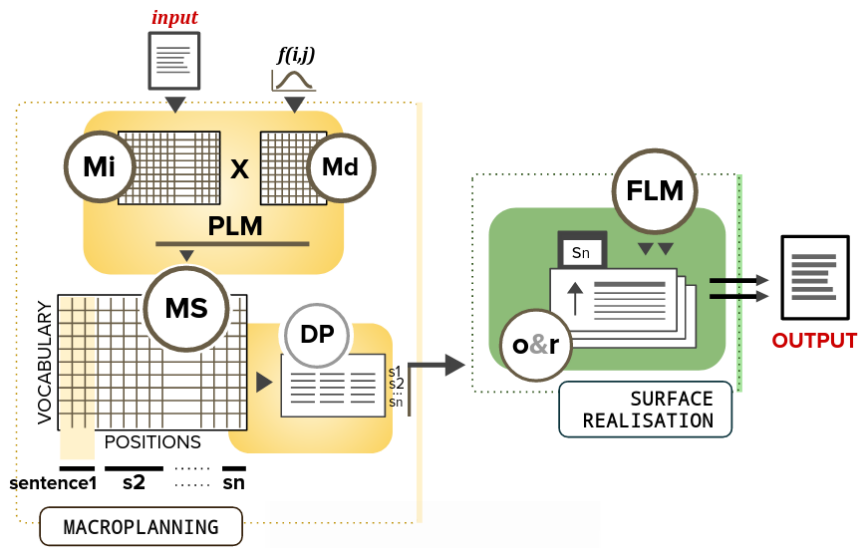 input
f(i,j)
Mi
X
Md
PLM
MS
VOCABULARY
POSITIONS
sentence1 s2 ...... sn
DP
s1
s2
...
sn
MACROPLANNING
FLM
sn
o&r
SURFACE
REALISATION
OUTPUT